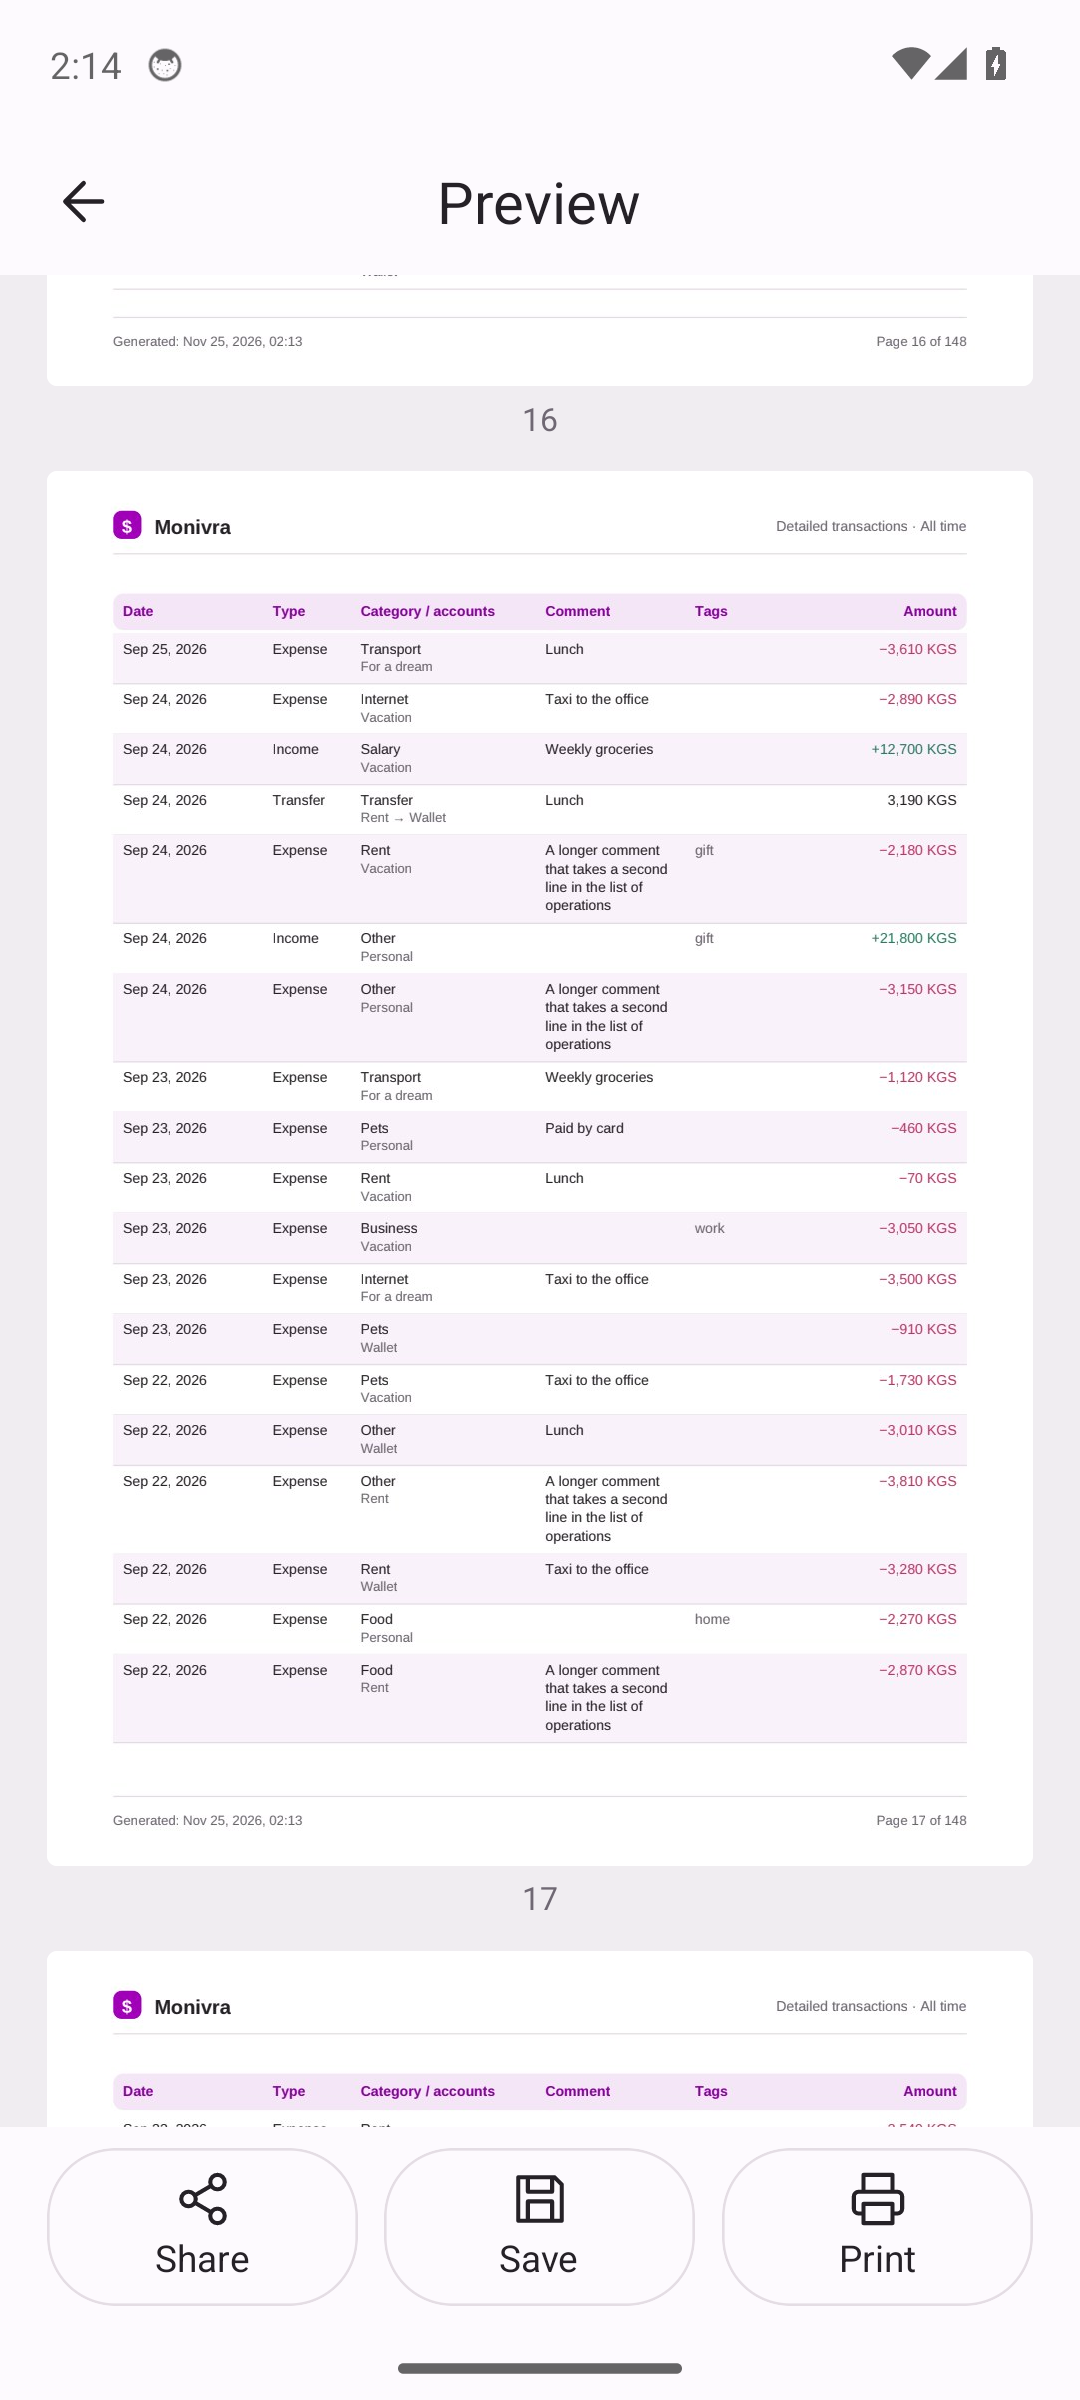 2:14
Preview
Generated: Nov 25, 2026, 02:13 Page 16 of 148
16
$ Monivra Detailed transactions · All time
Date Type Category / accounts Comment Tags Amount
Sep 25, 2026 Expense Transport Lunch −3,610 KGS
For a dream
Sep 24, 2026 Expense Internet Taxi to the office −2,890 KGS
Vacation
Sep 24, 2026 Income Salary Weekly groceries +12,700 KGS
Vacation
Sep 24, 2026 Transfer Transfer Lunch 3,190 KGS
Rent → Wallet
Sep 24, 2026 Expense Rent A longer comment gift −2,180 KGS
Vacation that takes a second
line in the list of
operations
Sep 24, 2026 Income Other gift +21,800 KGS
Personal
Sep 24, 2026 Expense Other A longer comment −3,150 KGS
Personal that takes a second
line in the list of
operations
Sep 23, 2026 Expense Transport Weekly groceries −1,120 KGS
For a dream
Sep 23, 2026 Expense Pets Paid by card −460 KGS
Personal
Sep 23, 2026 Expense Rent Lunch −70 KGS
Vacation
Sep 23, 2026 Expense Business work −3,050 KGS
Vacation
Sep 23, 2026 Expense Internet Taxi to the office −3,500 KGS
For a dream
Sep 23, 2026 Expense Pets −910 KGS
Wallet
Sep 22, 2026 Expense Pets Taxi to the office −1,730 KGS
Vacation
Sep 22, 2026 Expense Other Lunch −3,010 KGS
Wallet
Sep 22, 2026 Expense Other A longer comment −3,810 KGS
Rent that takes a second
line in the list of
operations
Sep 22, 2026 Expense Rent Taxi to the office −3,280 KGS
Wallet
Sep 22, 2026 Expense Food home −2,270 KGS
Personal
Sep 22, 2026 Expense Food A longer comment −2,870 KGS
Rent that takes a second
line in the list of
operations
Generated: Nov 25, 2026, 02:13 Page 17 of 148
17
$ Monivra Detailed transactions · All time
Date Type Category / accounts Comment Tags Amount
Share Save Print